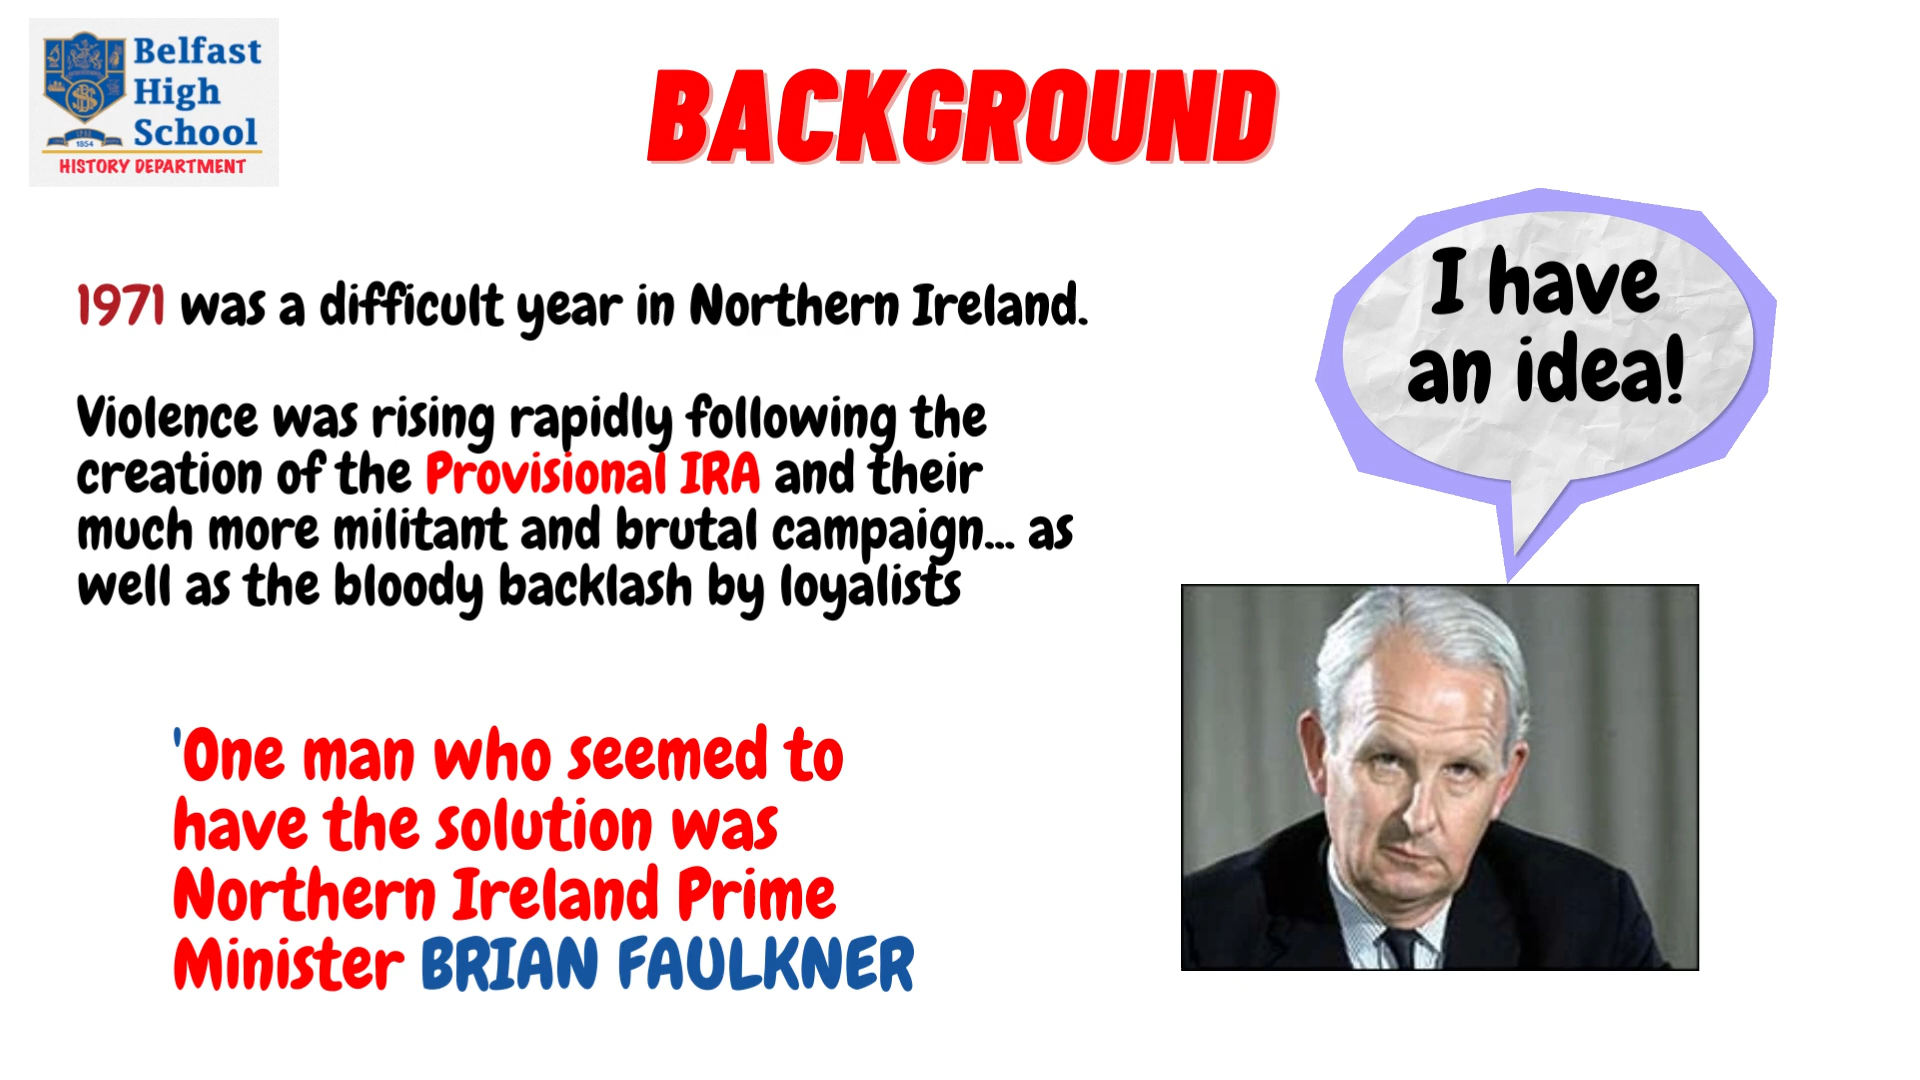 Belfast
High
School
1854
HISTORY DEPARTMENT
BACKGROUND
I have
an idea!
1971 was a difficult year in Northern Ireland.
Violence was rising rapidly following the
creation of the Provisional IRA and their
much more militant and brutal campaign... as
well as the bloody backlash by loyalists
'One man who seemed to
have the solution was
Northern Ireland Prime
Minister BRIAN FAULKNER